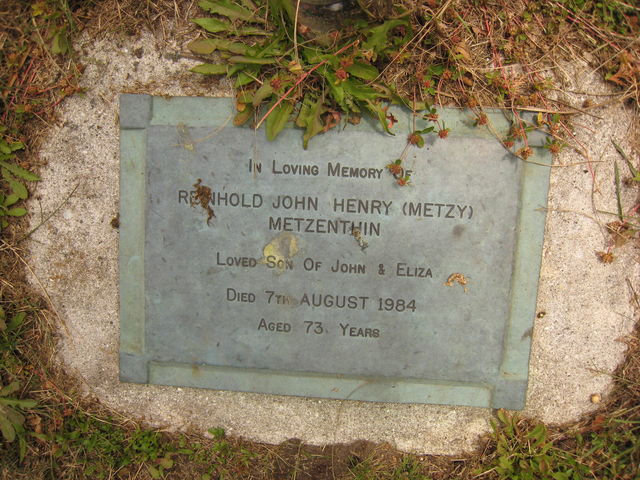 In Loving Memory Of
REINHOLD JOHN HENRY (METZY)
METZENTHIN
Loved Son Of John & Eliza
Died 7th AUGUST 1984
Aged 73 Years